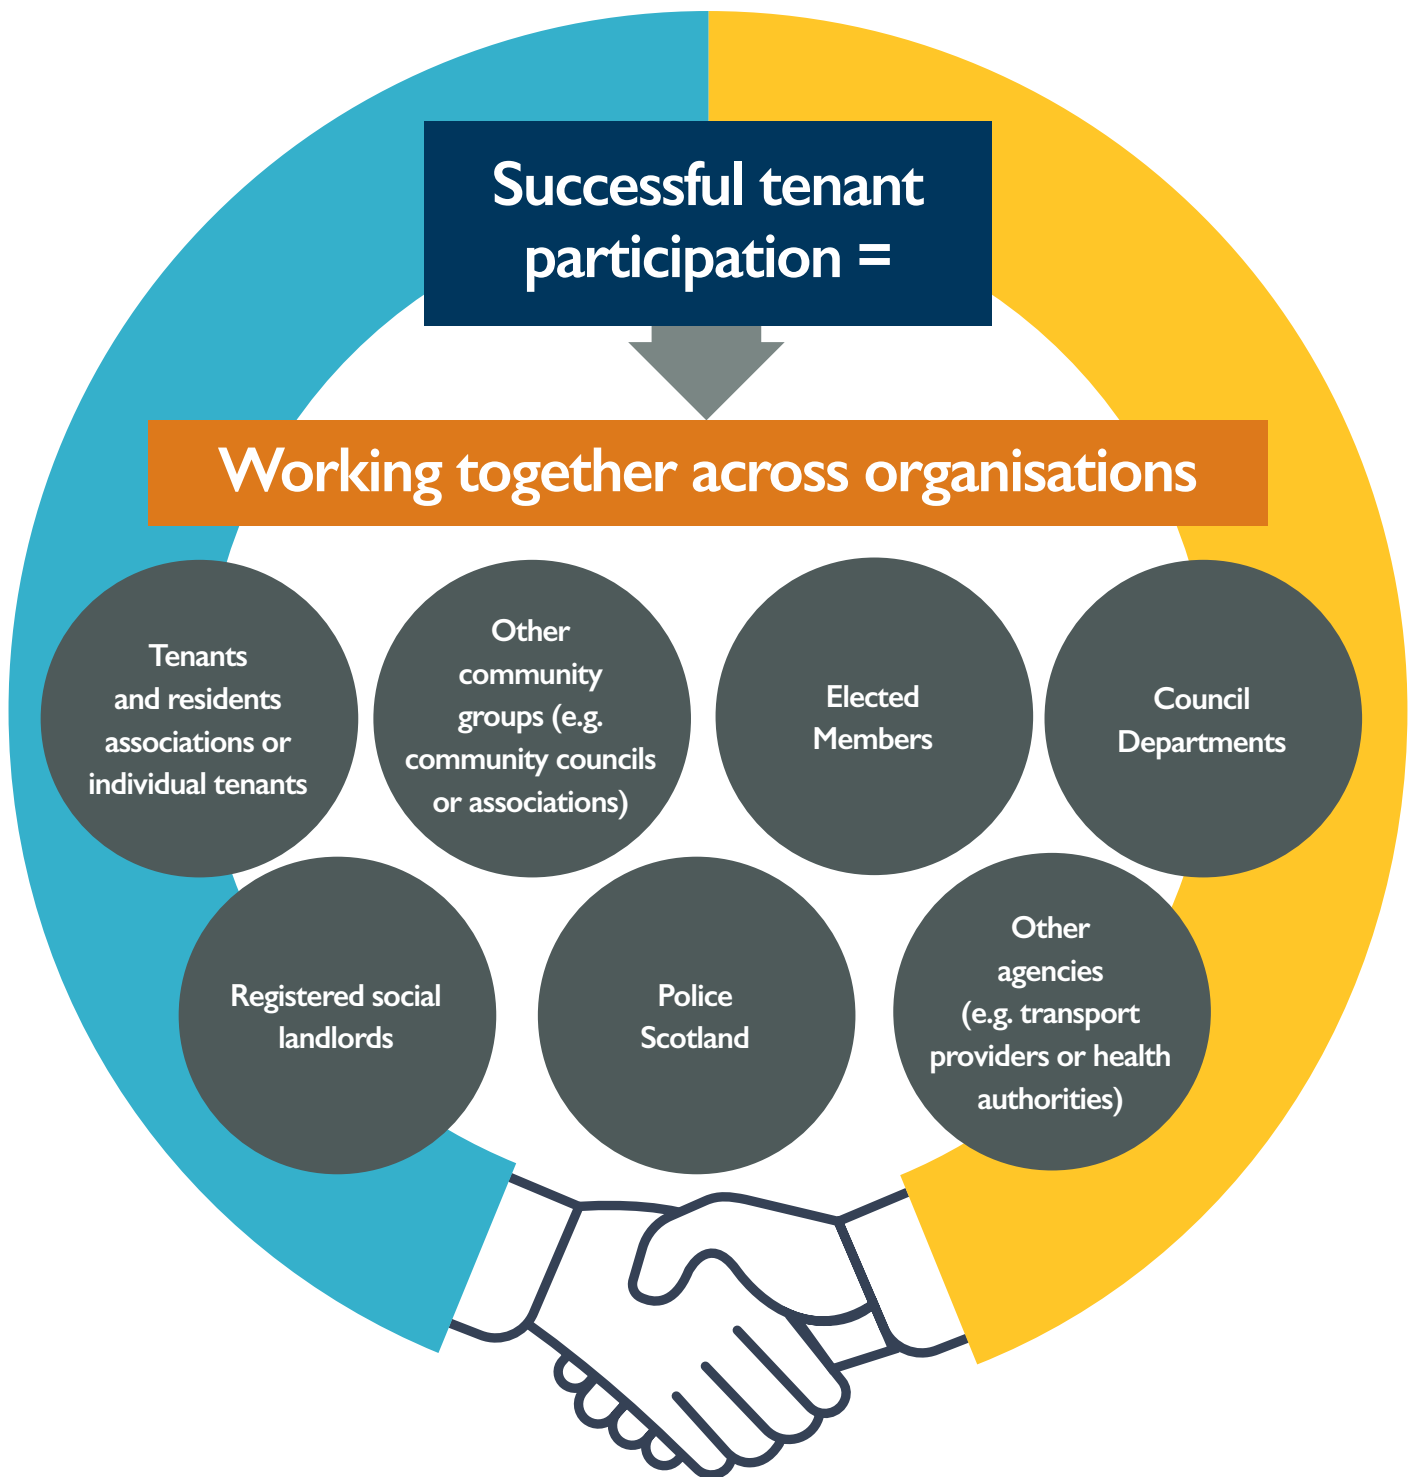 Successful tenant
participation =
Working together across organisations
Tenants
and residents
associations or
individual tenants
Other
community
groups (e.g.
community councils
or associations)
Elected
Members
Council
Departments
Registered social
landlords
Police
Scotland
Other
agencies
(e.g. transport
providers or health
authorities)